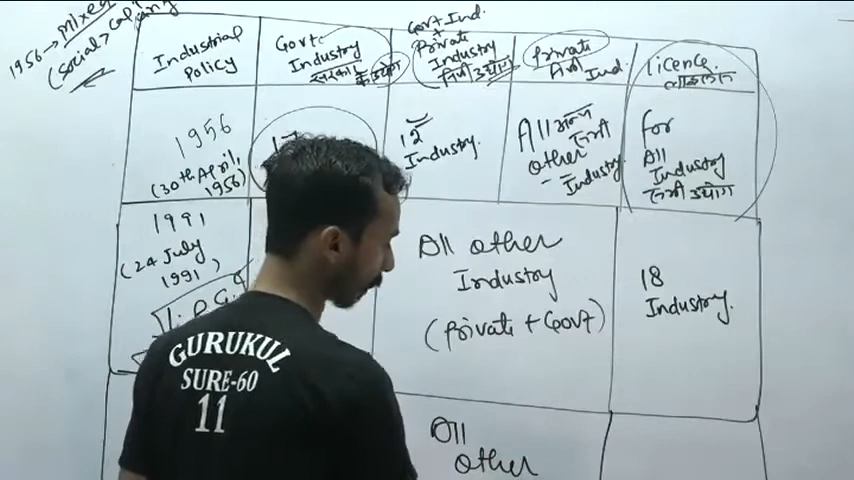 1956 → mixed
(social > Capi
Industrial
Policy
Govt
Industry
सरकारी के उद्योग
Govt Ind.
+
Private
Industry
निजी उद्योग
Private
निजी Ind.
Licence
लाइसेंस
1956
(30th April,
1956)
17
12
Industry.
All अन्य
निजी
other
Industry
for
All
Industry
सभी उद्योग
1991
(24 July
1991)
L.P.G
All other
Industry
(Private + Govt)
18
Industry.
All
other
GURUKUL
SURE-60
11